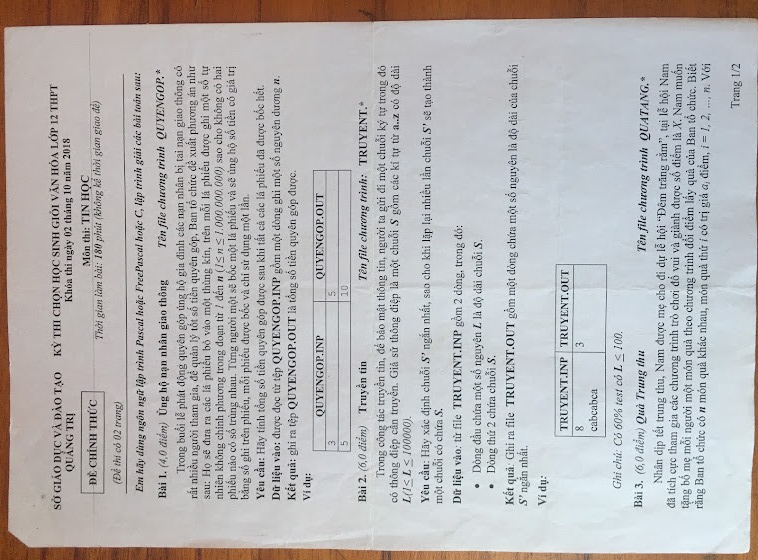 SỞ GIÁO DỤC VÀ ĐÀO TẠO
QUẢNG TRỊ
KỲ THI CHỌN HỌC SINH GIỎI VĂN HÓA LỚP 12 THPT
Khóa thi ngày 02 tháng 10 năm 2018
ĐỀ CHÍNH THỨC
Môn thi: TIN HỌC
Thời gian làm bài: 180 phút (không kể thời gian giao đề)
(Đề thi có 02 trang)
Em hãy dùng ngôn ngữ lập trình Pascal hoặc FreePascal hoặc C, lập trình giải các bài toán sau:
Bài 1. (4,0 điểm) Ủng hộ nạn nhân giao thông Tên file chương trình QUYENGOP.*
Trong buổi lễ phát động quyên góp ủng hộ gia đình các nạn nhân bị tai nạn giao thông có
rất nhiều người tham gia, để quản lý tốt số tiền quyên góp, Ban tổ chức đề xuất phương án như
sau: Họ sẽ đưa ra các lá phiếu bỏ vào một thùng kín, trên mỗi lá phiếu được ghi một số tự
nhiên không chính phương trong đoạn từ 1 đến n (1≤ n ≤ 1.000.000.000) sao cho không có hai
phiếu nào có số trùng nhau. Từng người một sẽ bốc một lá phiếu và sẽ ủng hộ số tiền có giá trị
bằng số ghi trên phiếu, mỗi phiếu được bốc và chỉ sử dụng một lần.
Yêu cầu: Hãy tính tổng số tiền quyên góp được sau khi tất cả các lá phiếu đã được bốc hết.
Dữ liệu vào: được đọc từ tệp QUYENGOP.INP gồm một dòng ghi một số nguyên dương n.
Kết quả: ghi ra tệp QUYENGOP.OUT là tổng số tiền quyên góp được.
Ví dụ:
QUYENGOP.INP QUYENGOP.OUT
3 5
5 10
Bài 2. (6,0 điểm) Truyền tin Tên file chương trình: TRUYENT.*
Trong công tác truyền tin, để bảo mật thông tin, người ta gửi đi một chuỗi ký tự trong đó
có thông điệp cần truyền. Giả sử thông điệp là một chuỗi S gồm các kí tự từ a..z có độ dài
L(1≤ L ≤ 100000).
Yêu cầu: Hãy xác định chuỗi S' ngắn nhất, sao cho khi lặp lại nhiều lần chuỗi S' sẽ tạo thành
một chuỗi có chứa S.
Dữ liệu vào: từ file TRUYENT.INP gồm 2 dòng, trong đó:
• Dòng đầu chứa một số nguyên L là độ dài chuỗi S.
• Dòng thứ 2 chứa chuỗi S.
Kết quả: Ghi ra file TRUYENT.OUT gồm một dòng chứa một số nguyên là độ dài của chuỗi
S' ngắn nhất.
Ví dụ:
TRUYENT.INP TRUYENT.OUT
8 3
cabcabca
Ghi chú: Có 60% test có L ≤ 100.
Bài 3. (6,0 điểm) Quà Trung thu Tên file chương trình QUATANG.*
Nhân dịp tết trung thu, Nam được mẹ cho đi dự lễ hội “Đêm trăng rằm”, tại lễ hội Nam
đã tích cực tham gia các chương trình trò chơi đố vui và giành được số điểm là X. Nam muốn
tặng bố mẹ mỗi người một món quà theo chương trình đổi điểm lấy quà của Ban tổ chức. Biết
rằng Ban tổ chức có n món quà khác nhau, món quà thứ i có trị giá ai điểm, i = 1, 2, ..., n. Với
Trang 1/2